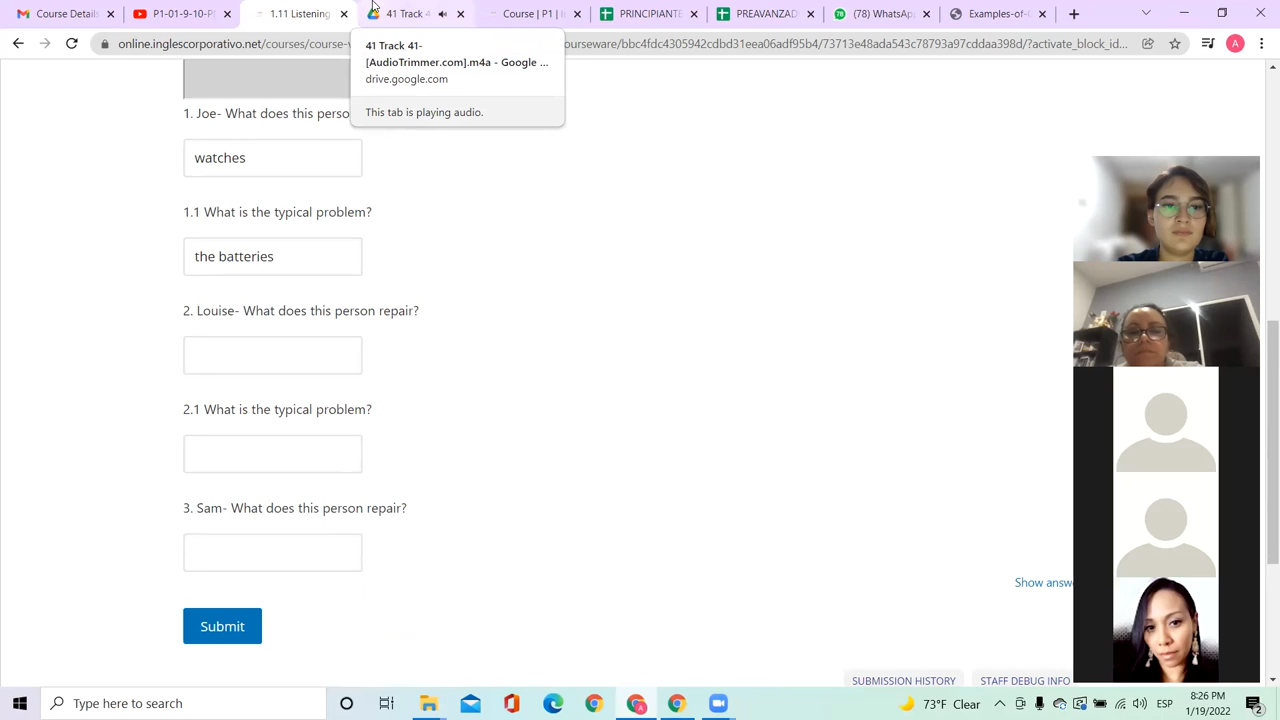 Course Details
P1-01-9-10-P
1.11 Listening
41 Track 4
Course | P1 | I
PRINCIPIANTE
PREAVANZA
(78) WhatsA
Examples-of-
online.inglescorporativo.net/courses/course-
ourseware/bbc4fdc4305942cdbd31eea06adf95b4/73713e48ada543c787593a97cddaa398d/?activate_block_id...
A
41 Track 41-
[AudioTrimmer.com].m4a - Google ...
drive.google.com
This tab is playing audio.
1. Joe- What does this perso
watches
1.1 What is the typical problem?
the batteries
2. Louise- What does this person repair?
2.1 What is the typical problem?
3. Sam- What does this person repair?
Show answ
Submit
SUBMISSION HISTORY
STAFF DEBUG INFO
Type here to search
73°F Clear
ESP
8:26 PM
1/19/2022
2